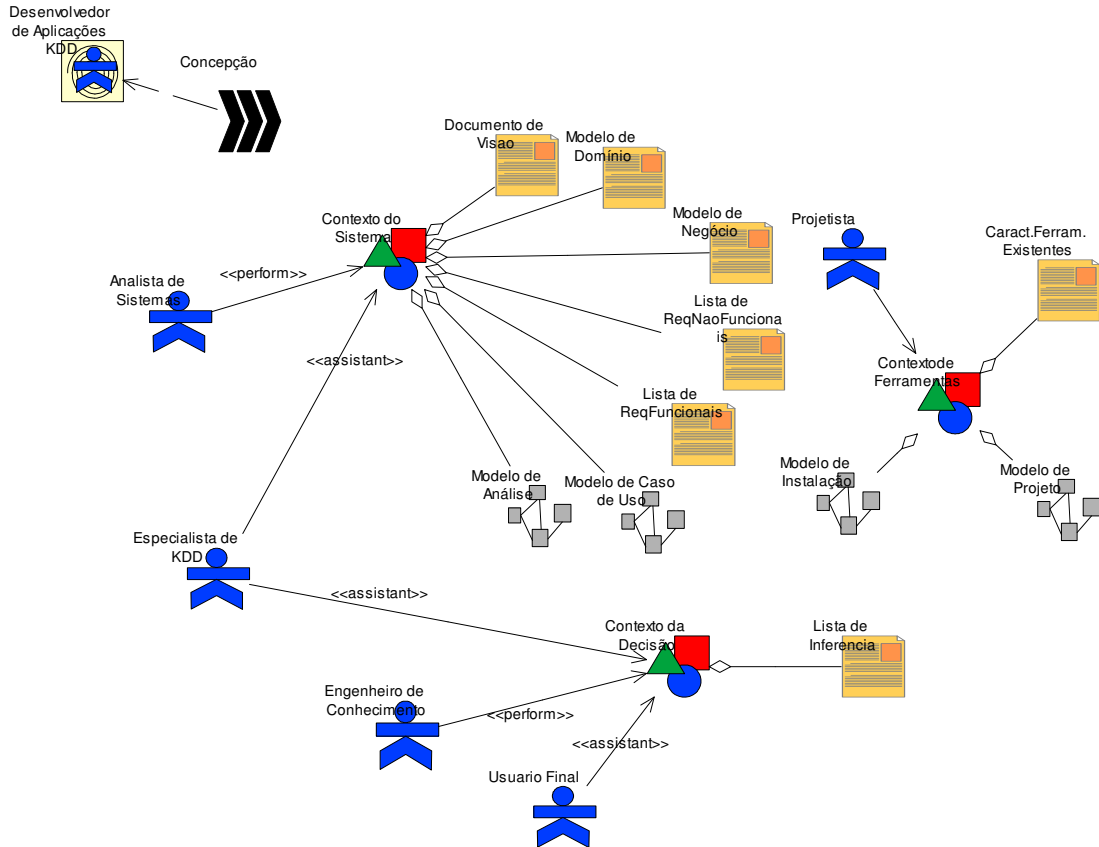 Desenvolvedor
de Aplicações
KDD
Concepção
Documento de
Visao
Modelo de
Domínio
Contexto do
Sistema
Modelo de
Negócio
Projetista
Caract.Ferram.
Existentes
Analista de
Sistemas
<<perform>>
Lista de
ReqNaoFunciona
is
<<assistant>>
Contextode
Ferramentas
Lista de
ReqFuncionais
Modelo de
Análise
Modelo de Caso
de Uso
Modelo de
Instalação
Modelo de
Projeto
Especialista de
KDD
<<assistant>>
Contexto da
Decisão
Lista de
Inferencia
Engenheiro de
Conhecimento
<<perform>>
<<assistant>>
Usuario Final